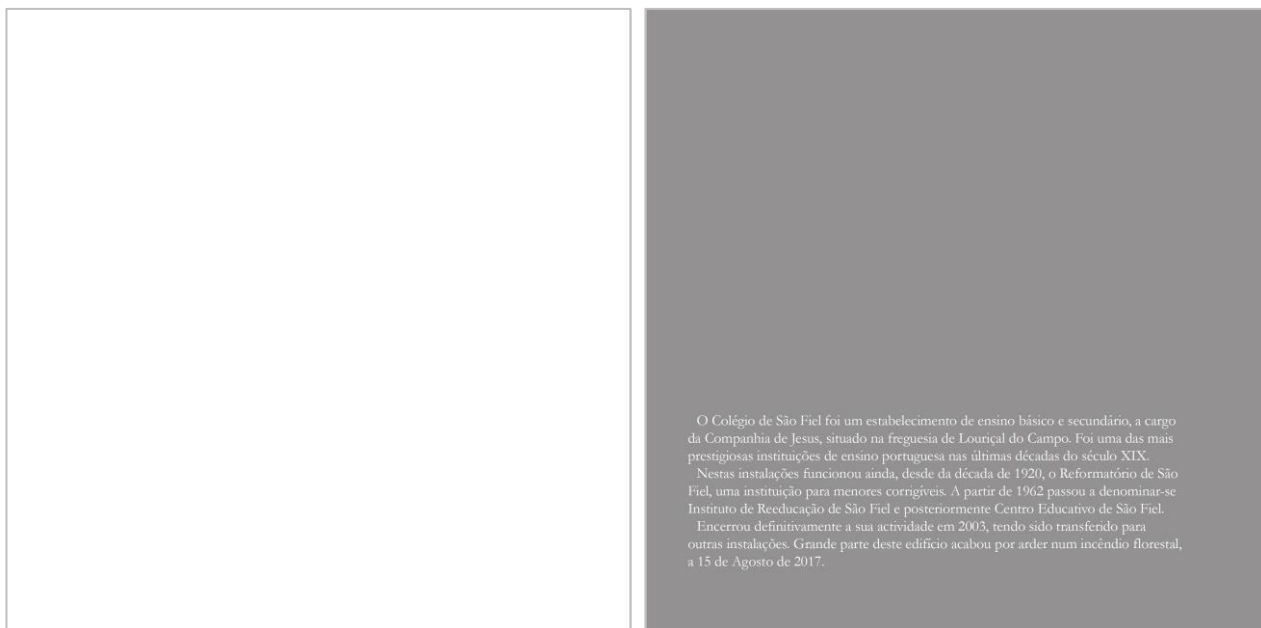 O Colégio de São Fiel foi um estabelecimento de ensino básico e secundário, a cargo
da Companhia de Jesus, situado na freguesia de Louriçal do Campo. Foi uma das mais
prestigiosas instituições de ensino portuguesa nas últimas décadas do século XIX.
Nestas instalações funcionou ainda, desde da década de 1920, o Reformatório de São
Fiel, uma instituição para menores corrigíveis. A partir de 1962 passou a denominar-se
Instituto de Reeducação de São Fiel e posteriormente Centro Educativo de São Fiel.
Encerrou definitivamente a sua actividade em 2003, tendo sido transferido para
outras instalações. Grande parte deste edifício acabou por arder num incêndio florestal,
a 15 de Agosto de 2017.